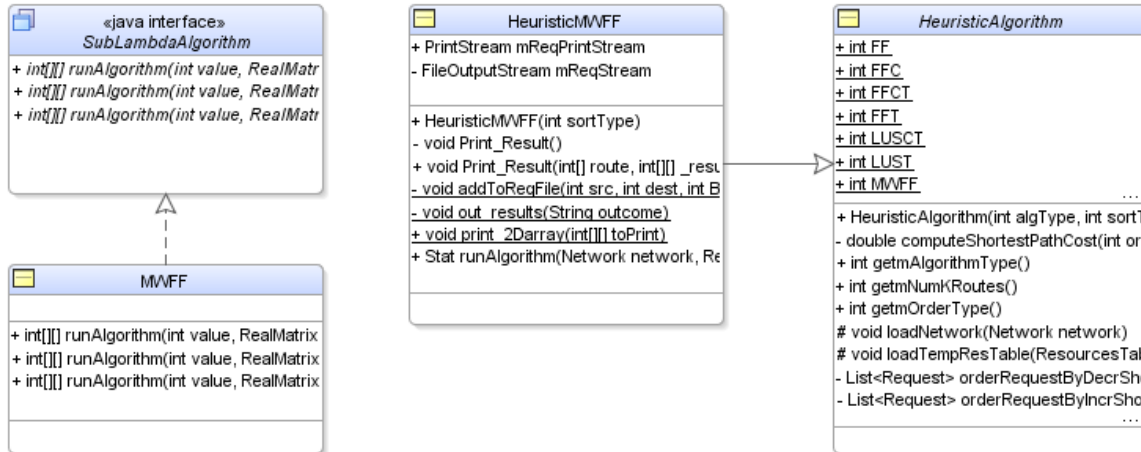 «java interface»
SubLambdaAlgorithm
+ int[][] runAlgorithm(int value, RealMatr
+ int[][] runAlgorithm(int value, RealMatr
+ int[][] runAlgorithm(int value, RealMatr
MWFF
+ int[][] runAlgorithm(int value, RealMatrix
+ int[][] runAlgorithm(int value, RealMatrix
+ int[][] runAlgorithm(int value, RealMatrix
HeuristicMWFF
+ PrintStream mReqPrintStream
- FileOutputStream mReqStream
+ HeuristicMWFF(int sortType)
- void Print_Result()
+ void Print_Result(int[] route, int[][] _resu
- void addToReqFile(int src, int dest, int B
- void out_results(String outcome)
+ void print_2Darray(int[][] toPrint)
+ Stat runAlgorithm(Network network, Re
HeuristicAlgorithm
+ int FF
+ int FFC
+ int FFCT
+ int FFT
+ int LUSCT
+ int LUST
+ int MWFF
...
+ HeuristicAlgorithm(int algType, int sortT
- double computeShortestPathCost(int or
+ int getmAlgorithmType()
+ int getmNumKRoutes()
+ int getmOrderType()
# void loadNetwork(Network network)
# void loadTempResTable(ResourcesTal
- List<Request> orderRequestByDecrSho
- List<Request> orderRequestByIncrSho
...